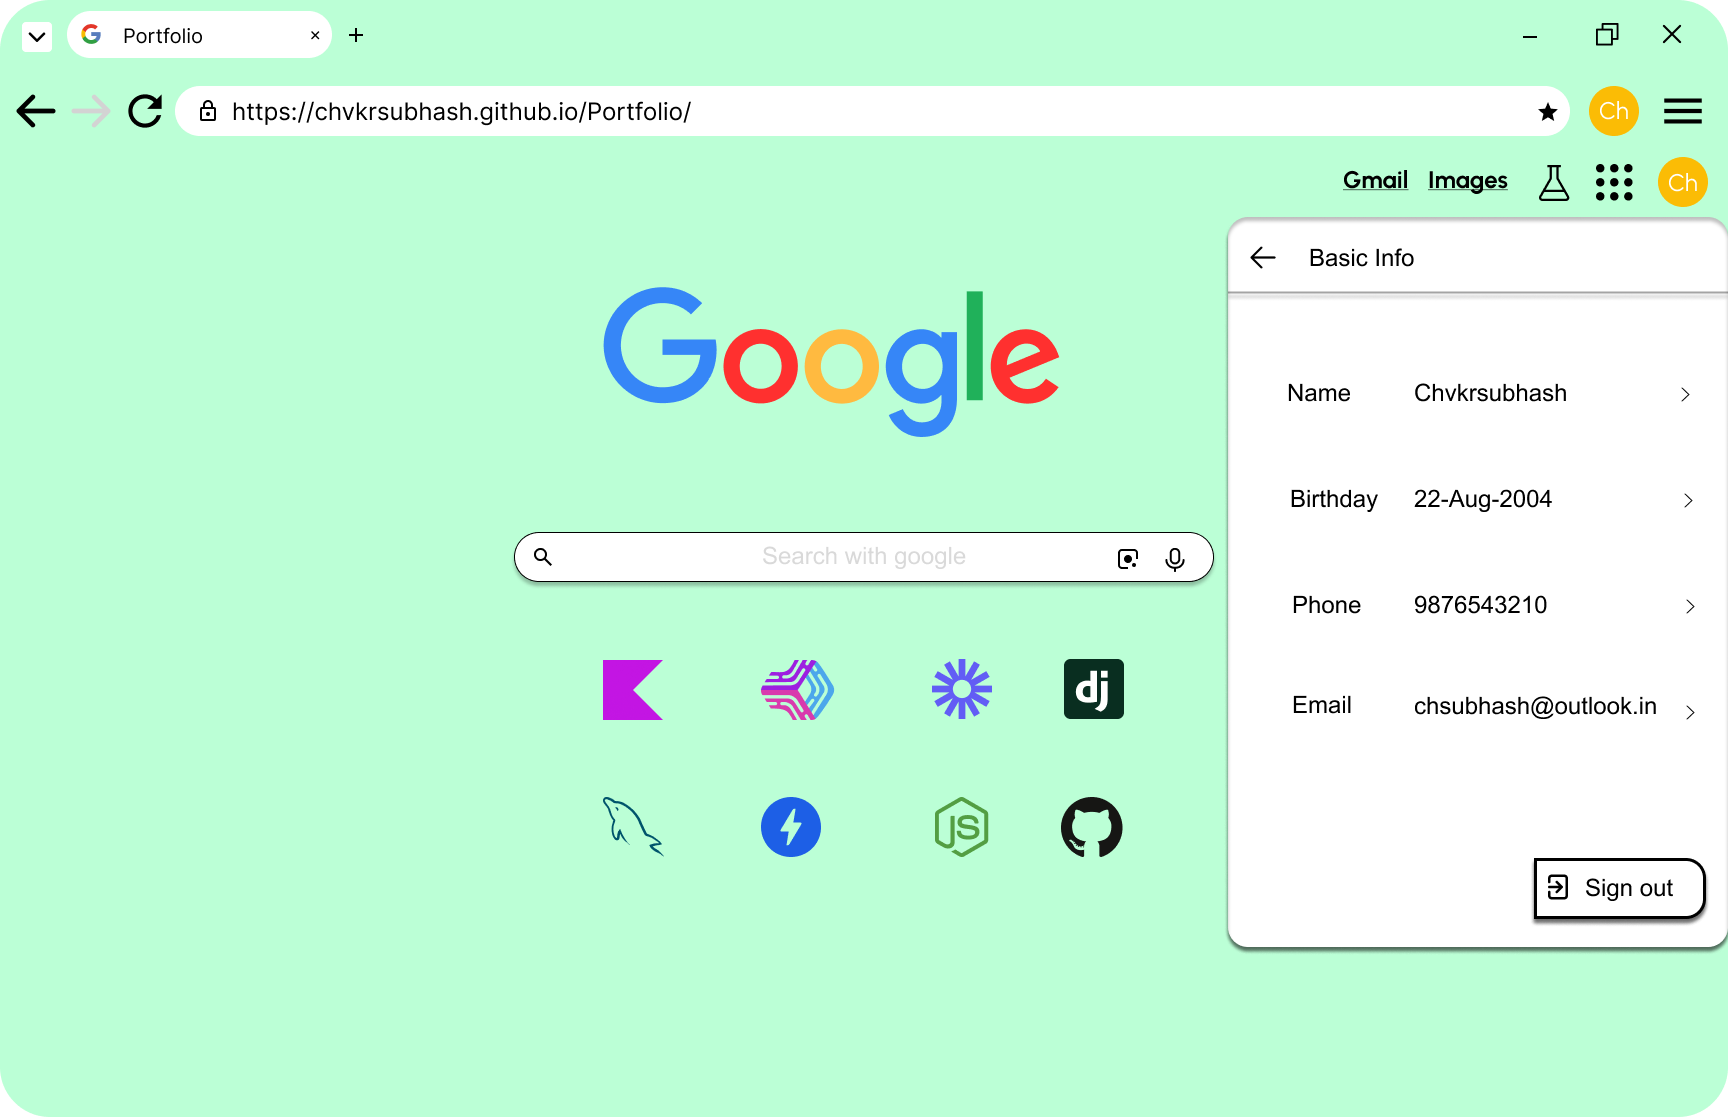 Portfolio
https://chvkrsubhash.github.io/Portfolio/
Ch
Gmail Images
Ch
Basic Info
Google
Name Chvkrsubhash
Birthday 22-Aug-2004
Search with google
Phone 9876543210
dj
Email chsubhash@outlook.in
JS
Sign out